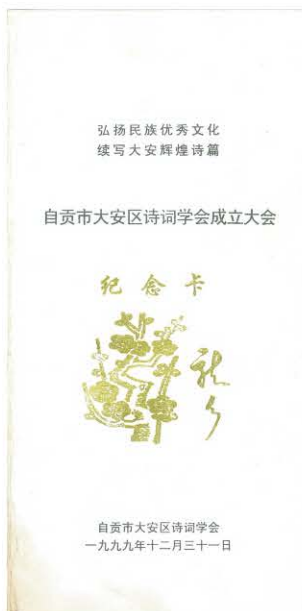 弘扬民族优秀文化
续写大安辉煌诗篇
自贡市大安区诗词学会成立大会
纪念卡
自贡市大安区诗词学会
一九九九年十二月三十一日